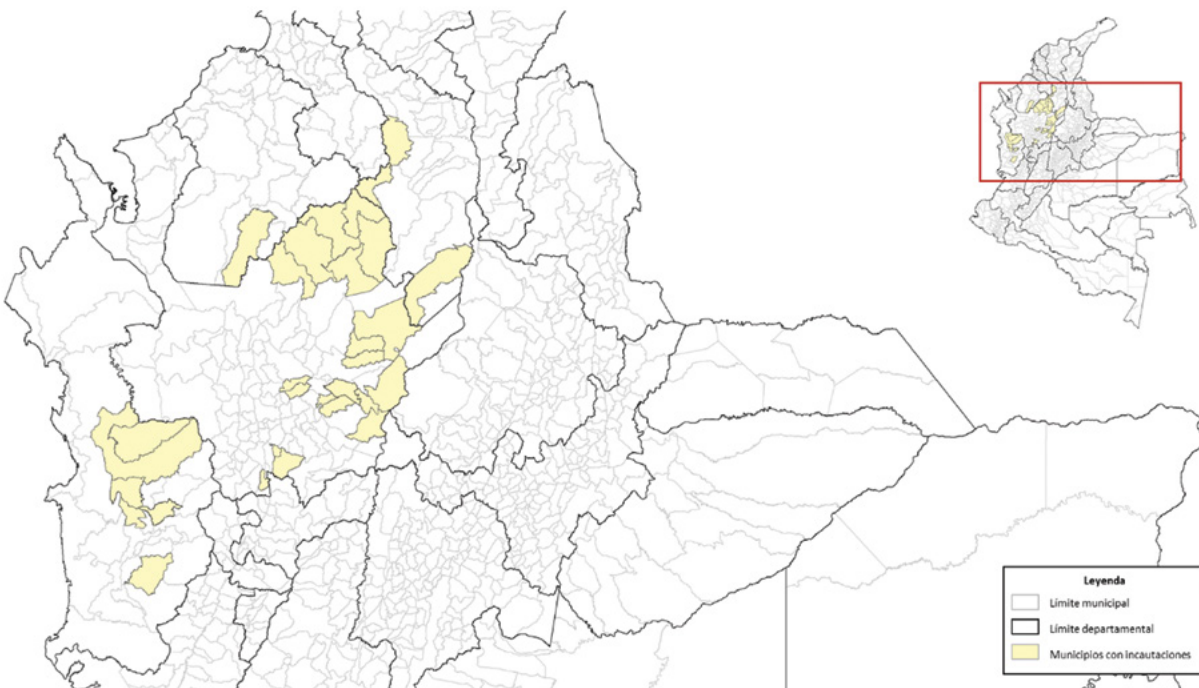 Leyenda
Límite municipal
Límite departamental
Municipios con incautaciones